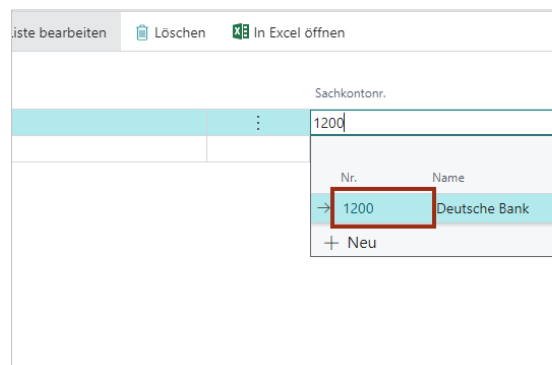 Liste bearbeiten Löschen In Excel öffnen
Sachkontonr.
1200
Nr. Name
1200 Deutsche Bank
+ Neu